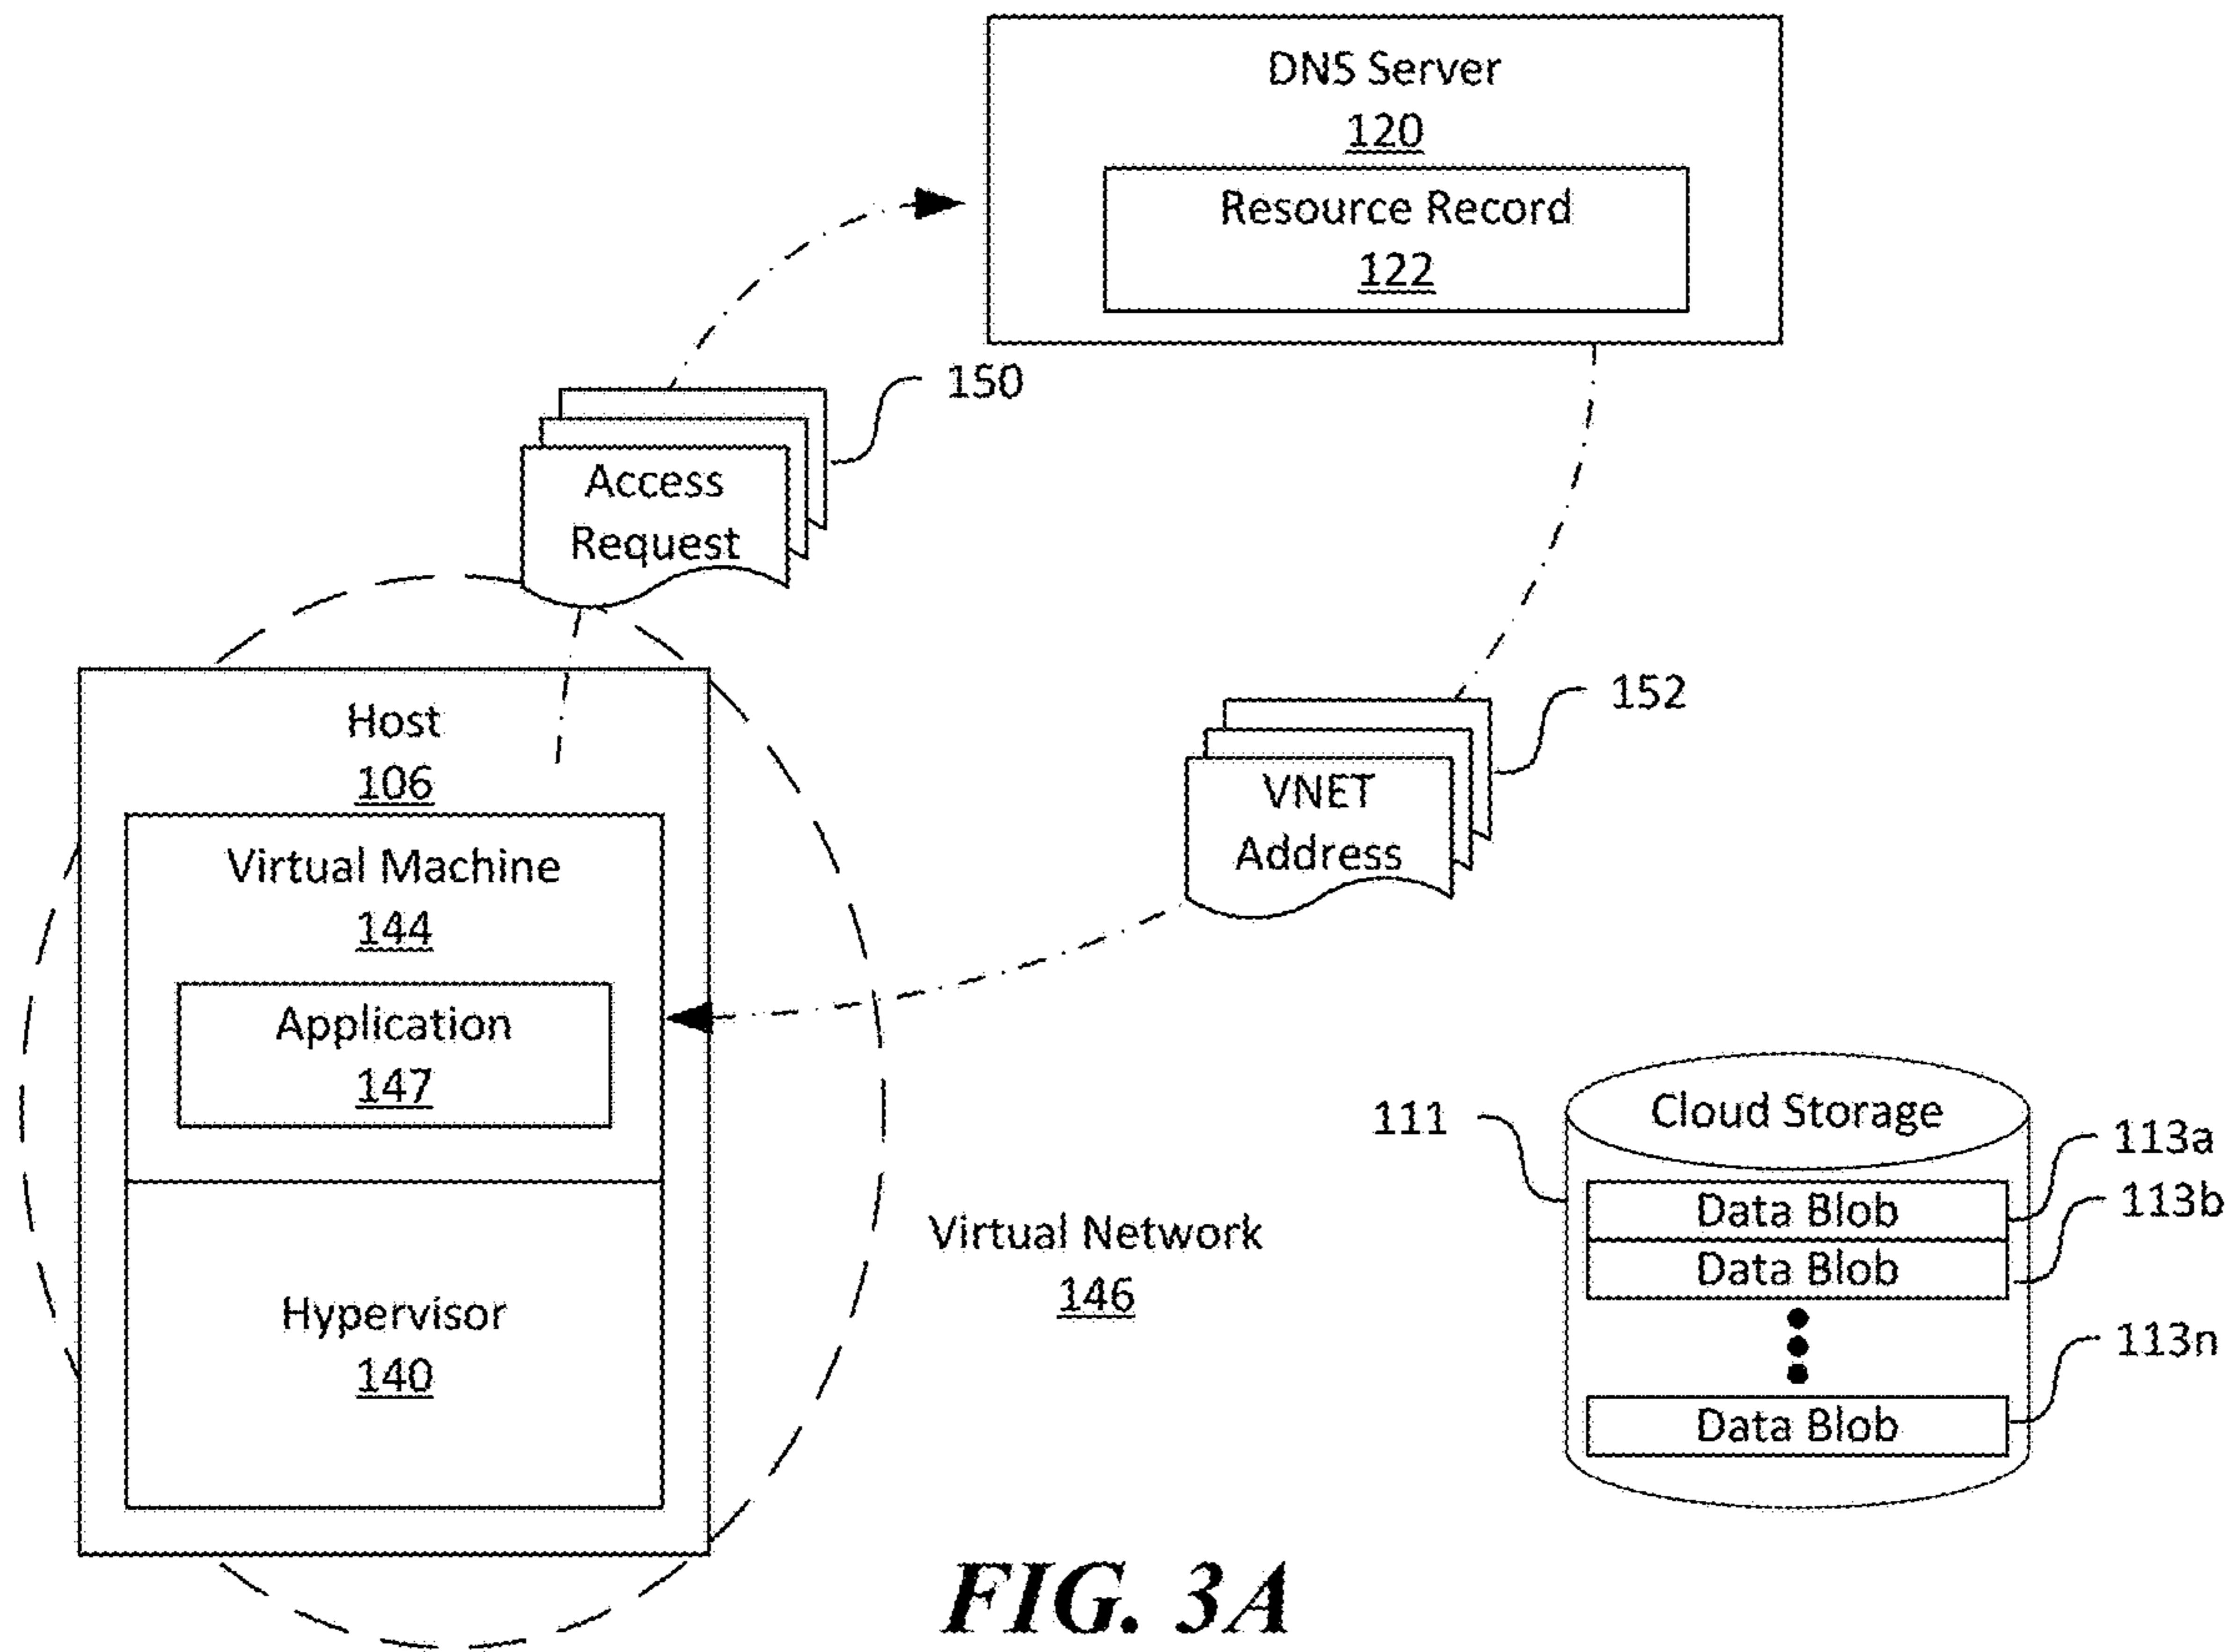 DNS Server
120
Resource Record
122
150
Access
Request
Host
106
152
VNET
Address
Virtual Machine
144
Application
147
Hypervisor
140
Virtual Network
146
111
Cloud Storage
113a
Data Blob
113b
Data Blob
113n
Data Blob
FIG. 3A